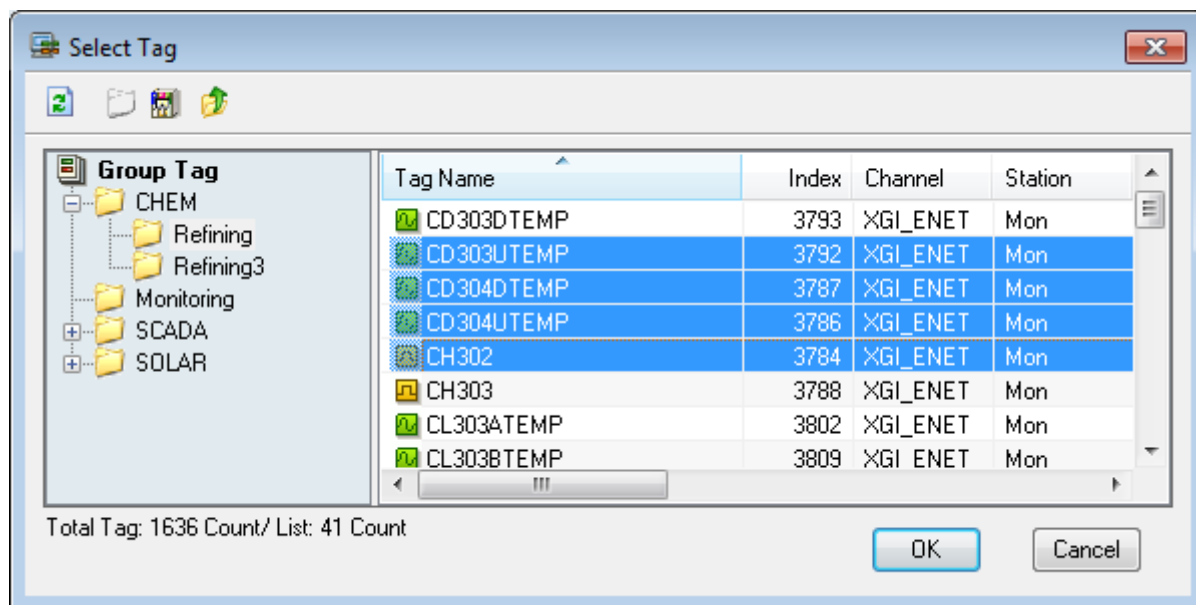 Select Tag
Group Tag
CHEM
Refining
Refining3
Monitoring
SCADA
SOLAR
Tag Name Index Channel Station
CD303DTEMP 3793 XGI_ENET Mon
CD303UTEMP 3792 XGI_ENET Mon
CD304DTEMP 3787 XGI_ENET Mon
CD304UTEMP 3786 XGI_ENET Mon
CH302 3784 XGI_ENET Mon
CH303 3788 XGI_ENET Mon
CL303ATEMP 3802 XGI_ENET Mon
CL303BTEMP 3809 XGI_ENET Mon
Total Tag: 1636 Count/ List: 41 Count
OK Cancel